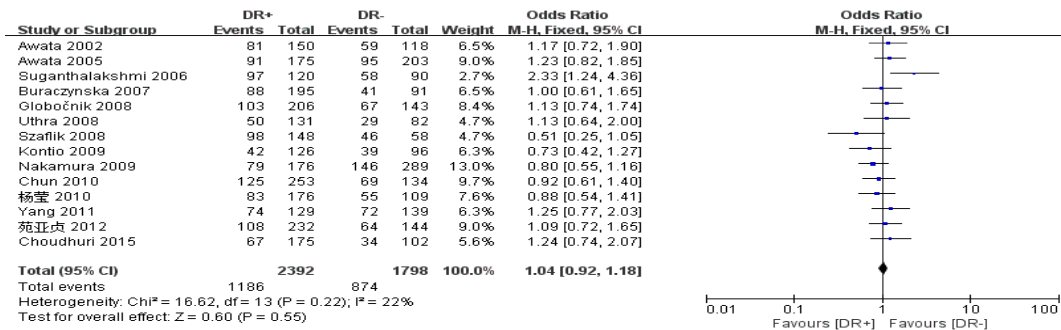 DR+ DR- Odds Ratio Odds Ratio
Study or Subgroup Events Total Events Total Weight M-H, Fixed, 95% CI M-H, Fixed, 95% CI
Awata 2002 81 150 59 118 6.5% 1.17 [0.72, 1.90]
Awata 2005 91 175 95 203 9.0% 1.23 [0.82, 1.85]
Suganthalakshmi 2006 97 120 58 90 2.7% 2.33 [1.24, 4.36]
Buraczynska 2007 88 195 41 91 6.9% 1.00 [0.61, 1.65]
Globočnik 2008 103 206 67 143 8.3% 1.13 [0.74, 1.74]
Uthra 2008 50 131 29 82 4.7% 1.13 [0.64, 2.00]
Szaflik 2008 98 148 46 58 4.7% 0.51 [0.25, 1.05]
Kontio 2009 42 126 39 96 6.3% 0.73 [0.42, 1.27]
Nakamura 2009 79 176 146 289 13.0% 0.80 [0.55, 1.16]
Chun 2010 125 253 69 134 9.7% 0.92 [0.61, 1.40]
杨莹 2010 83 176 55 109 7.6% 0.88 [0.54, 1.41]
Yang 2011 74 129 72 139 6.3% 1.25 [0.77, 2.03]
苑亚贞 2012 108 232 64 144 9.0% 1.09 [0.72, 1.65]
Choudhuri 2015 67 175 34 102 5.6% 1.24 [0.74, 2.07]
Total (95% CI) 2392 1798 100.0% 1.04 [0.92, 1.18]
Total events 1186 874
Heterogeneity: Chi² = 16.62, df = 13 (P = 0.22); I² = 22%
Test for overall effect: Z = 0.60 (P = 0.55)
0.01 0.1 1 10 100
Favours [DR+] Favours [DR-]